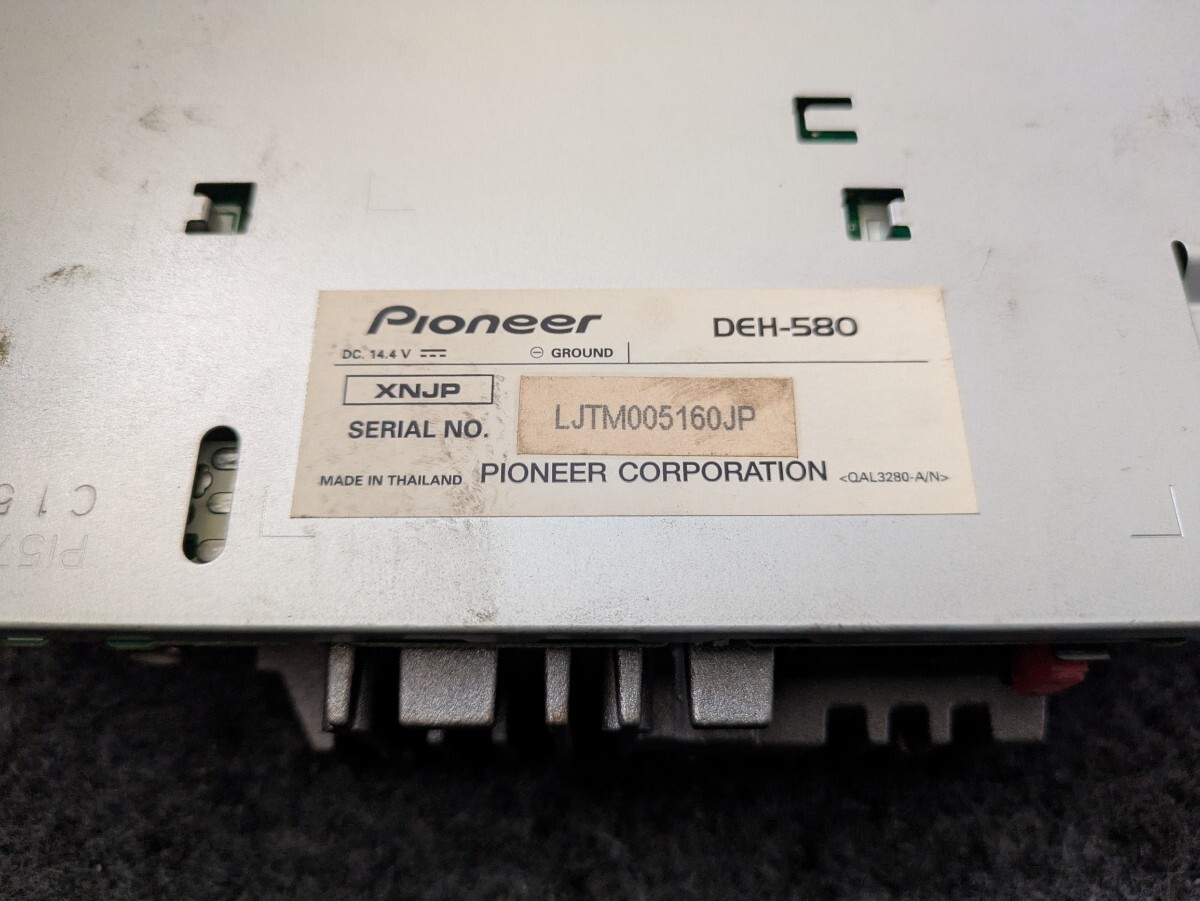 Pioneer DEH-580
DC. 14.4 V ⎓ ⊖ GROUND
XNJP
SERIAL NO. LJTM005160JP
MADE IN THAILAND PIONEER CORPORATION <QAL3280-A/N>